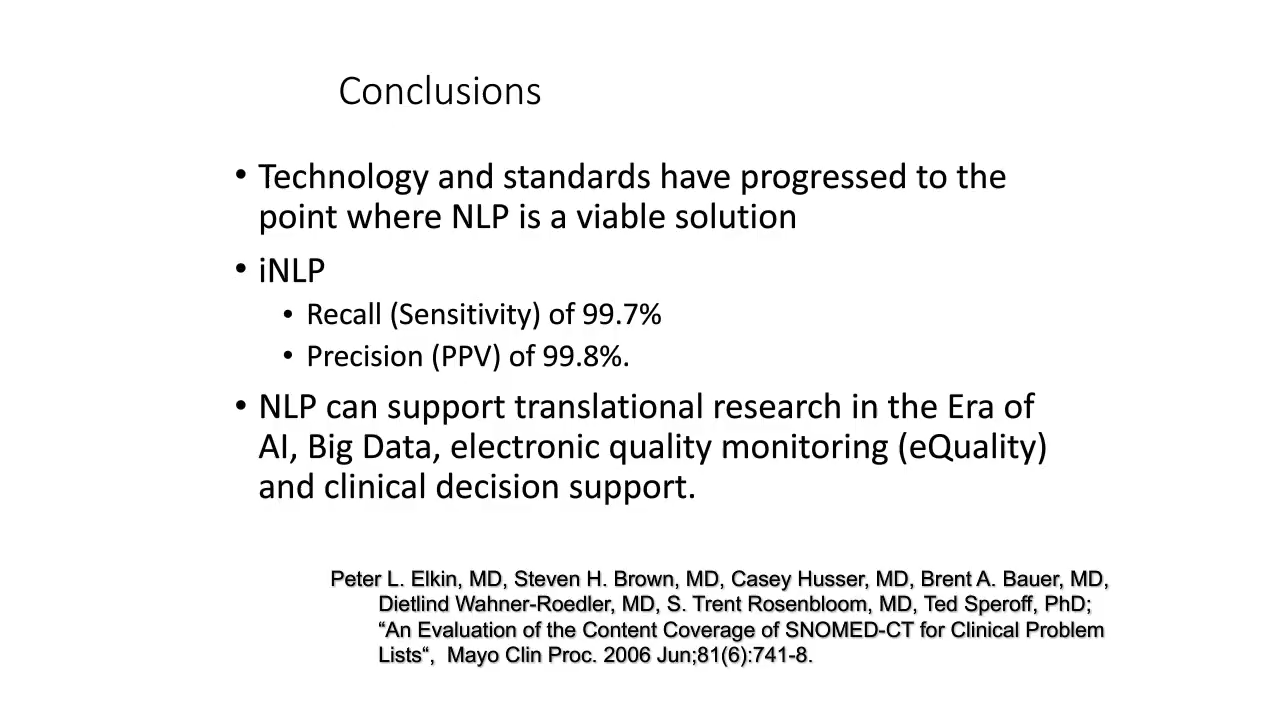 Conclusions
• Technology and standards have progressed to the
point where NLP is a viable solution
• iNLP
• Recall (Sensitivity) of 99.7%
• Precision (PPV) of 99.8%.
• NLP can support translational research in the Era of
AI, Big Data, electronic quality monitoring (eQuality)
and clinical decision support.
Peter L. Elkin, MD, Steven H. Brown, MD, Casey Husser, MD, Brent A. Bauer, MD,
Dietlind Wahner-Roedler, MD, S. Trent Rosenbloom, MD, Ted Speroff, PhD;
“An Evaluation of the Content Coverage of SNOMED-CT for Clinical Problem
Lists“, Mayo Clin Proc. 2006 Jun;81(6):741-8.